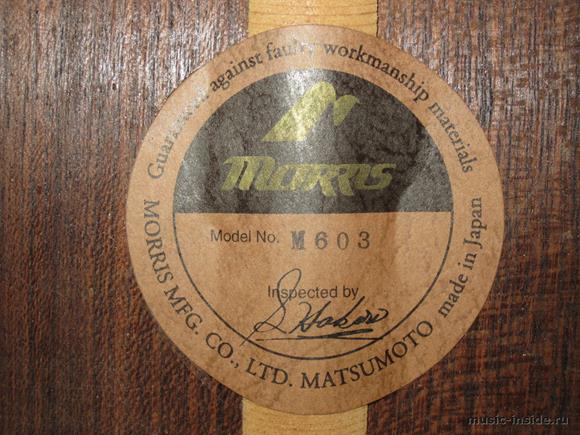 Guaranteed against faulty workmanship materials
MORRIS
Model No. M603
Inspected by
S. Hakaro
MORRIS MFG. CO., LTD. MATSUMOTO made in Japan
music-inside.ru